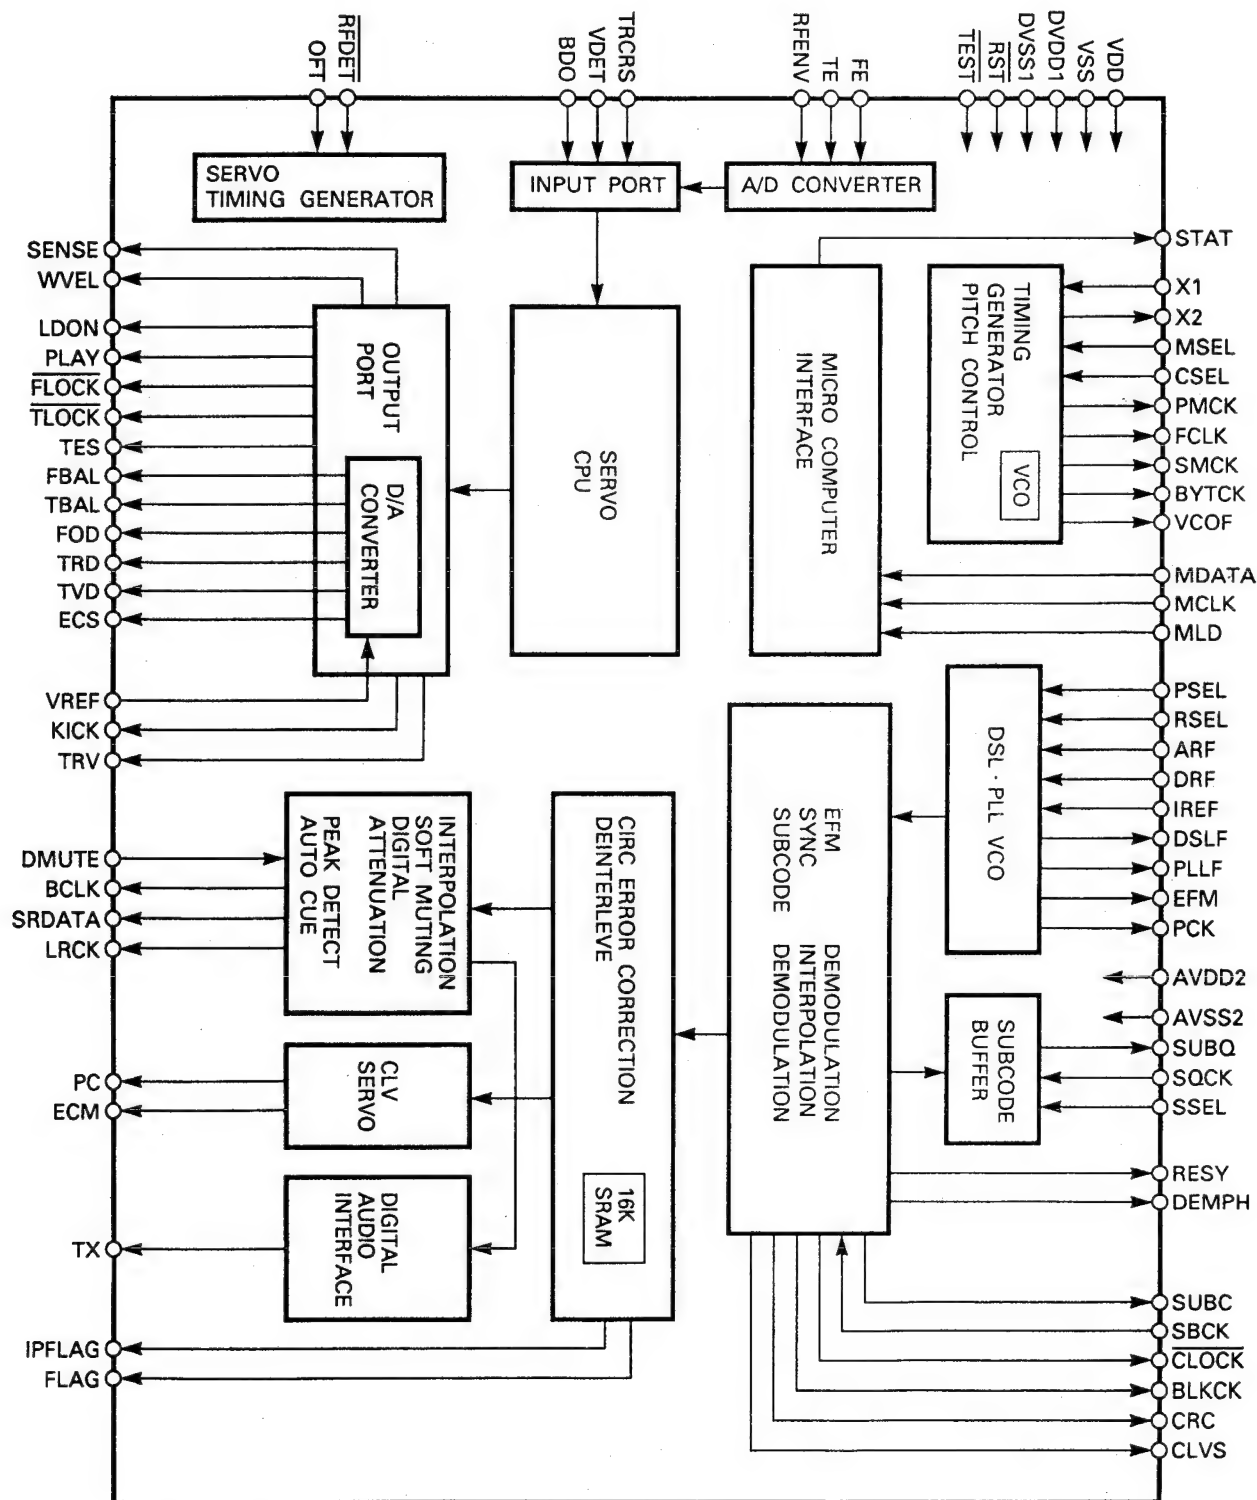 RFDET
OFT
TRCRS
VDET
BDO
FE
TE
RFENV
VDD
VSS
DVDD1
DVSS1
RST
TEST
SERVO
TIMING GENERATOR
INPUT PORT
A/D CONVERTER
SENSE
WVEL
LDON
PLAY
FLOCK
TLOCK
TES
FBAL
TBAL
FOD
TRD
TVD
ECS
VREF
KICK
TRV
OUTPUT
PORT
D/A
CONVERTER
SERVO
CPU
MICRO COMPUTER
INTERFACE
TIMING
GENERATOR
PITCH CONTROL
VCO
STAT
X1
X2
MSEL
CSEL
PMCK
FCLK
SMCK
BYTCK
VCOF
MDATA
MCLK
MLD
DMUTE
BCLK
SRDATA
LRCK
PC
ECM
TX
IPFLAG
FLAG
INTERPOLATION
SOFT MUTING
DIGITAL
ATTENUATION
PEAK DETECT
AUTO CUE
CLV
SERVO
DIGITAL
AUDIO
INTERFACE
CIRC ERROR CORRECTION
DEINTERLEVE
16K
SRAM
EFM DEMODULATION
SYNC INTERPOLATION
SUBCODE DEMODULATION
DSL · PLL VCO
SUBCODE
BUFFER
PSEL
RSEL
ARF
DRF
IREF
DSLF
PLLF
EFM
PCK
AVDD2
AVSS2
SUBQ
SQCK
SSEL
RESY
DEMPH
SUBC
SBCK
CLOCK
BLKCK
CRC
CLVS